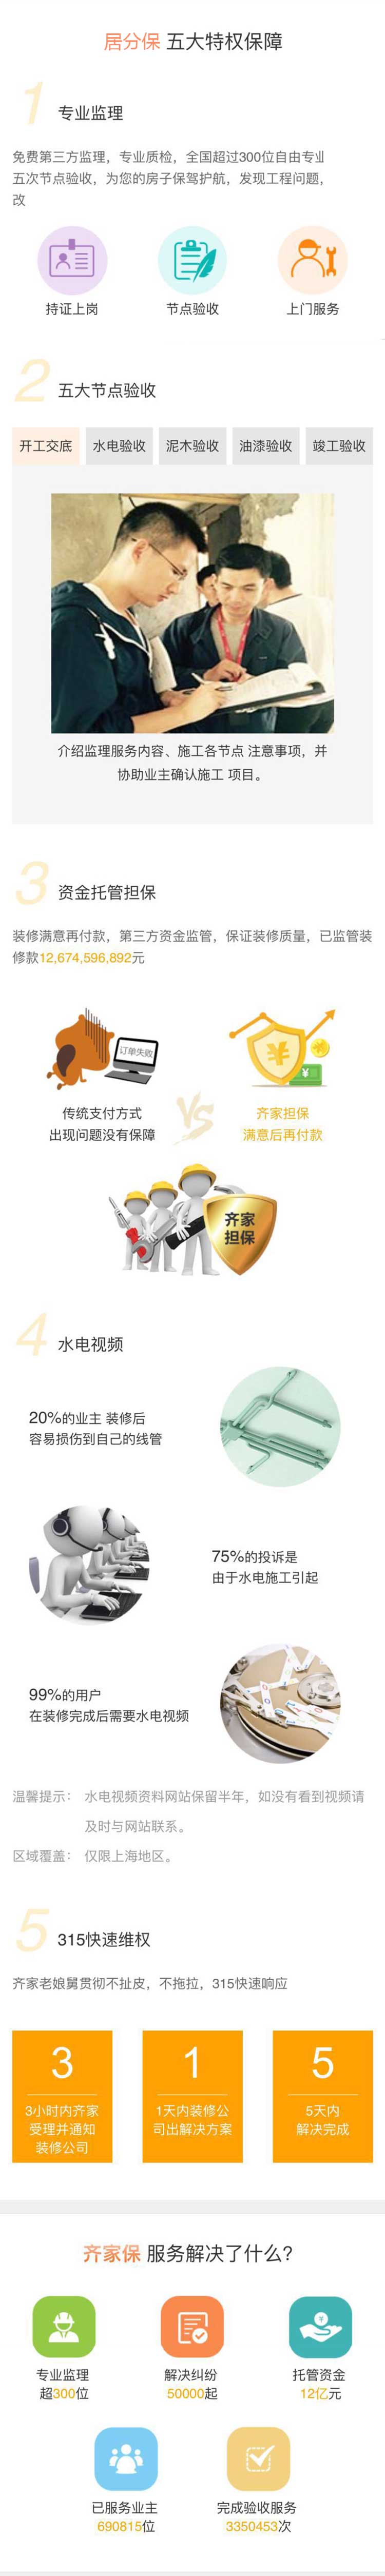 居分保 五大特权保障
1
专业监理
免费第三方监理，专业质检，全国超过300位自由专业
五次节点验收，为您的房子保驾护航，发现工程问题，
改
持证上岗 节点验收 上门服务
2
五大节点验收
开工交底 水电验收 泥木验收 油漆验收 竣工验收
介绍监理服务内容、施工各节点 注意事项，并
协助业主确认施工 项目。
3
资金托管担保
装修满意再付款，第三方资金监管，保证装修质量，已监管装
修款12,674,596,892元
订单失败
¥
¥
传统支付方式
出现问题没有保障
VS
齐家担保
满意后再付款
齐家
担保
4
水电视频
20%的业主 装修后
容易损伤到自己的线管
75%的投诉是
由于水电施工引起
99%的用户
在装修完成后需要水电视频
温馨提示： 水电视频资料网站保留半年，如没有看到视频请
及时与网站联系。
区域覆盖： 仅限上海地区。
5
315快速维权
齐家老娘舅贯彻不扯皮，不拖拉，315快速响应
3
3小时内齐家
受理并通知
装修公司
1
1天内装修公
司出解决方案
5
5天内
解决完成
齐家保 服务解决了什么?
专业监理
超300位
解决纠纷
50000起
托管资金
12亿元
已服务业主
690815位
完成验收服务
3350453次